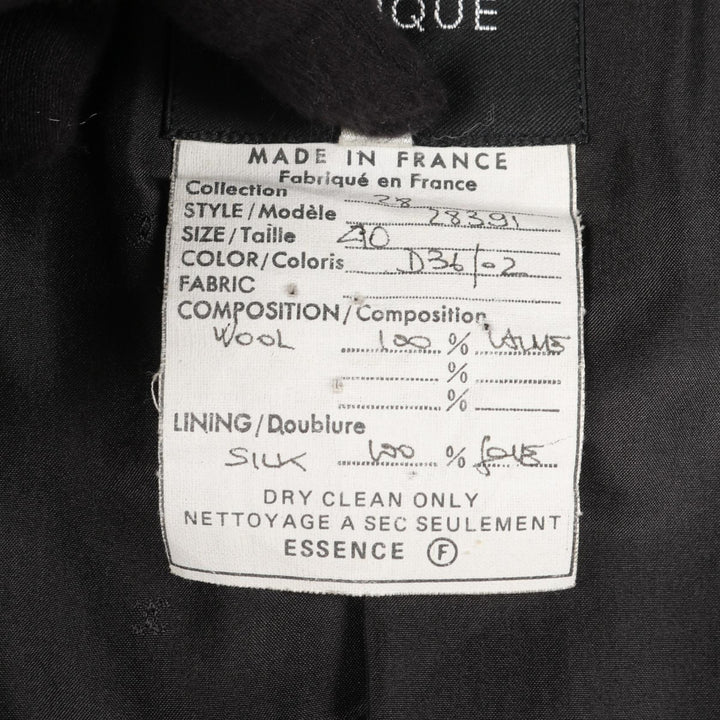 QUE
MADE IN FRANCE
Fabriqué en France
Collection 28
STYLE/Modèle 28391
SIZE/Taille 40
COLOR/Coloris D36/02
FABRIC
COMPOSITION/Composition
WOOL 100 % LAINE
%
%
LINING/Doublure
SILK 100 % SOIE
DRY CLEAN ONLY
NETTOYAGE A SEC SEULEMENT
ESSENCE F